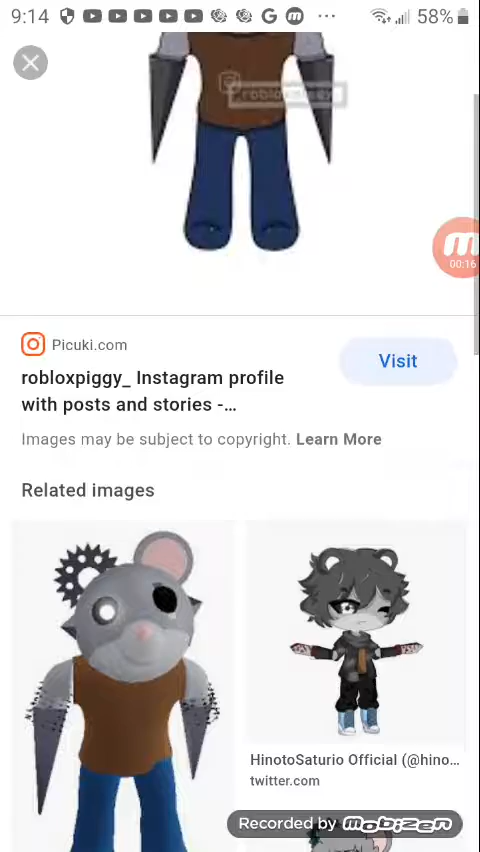 9:14
58%
robloxpiggy_
00:16
Picuki.com
Visit
robloxpiggy_ Instagram profile
with posts and stories -…
Images may be subject to copyright. Learn More
Related images
HinotoSaturio Official (@hino…
twitter.com
Recorded by MOBIZEN